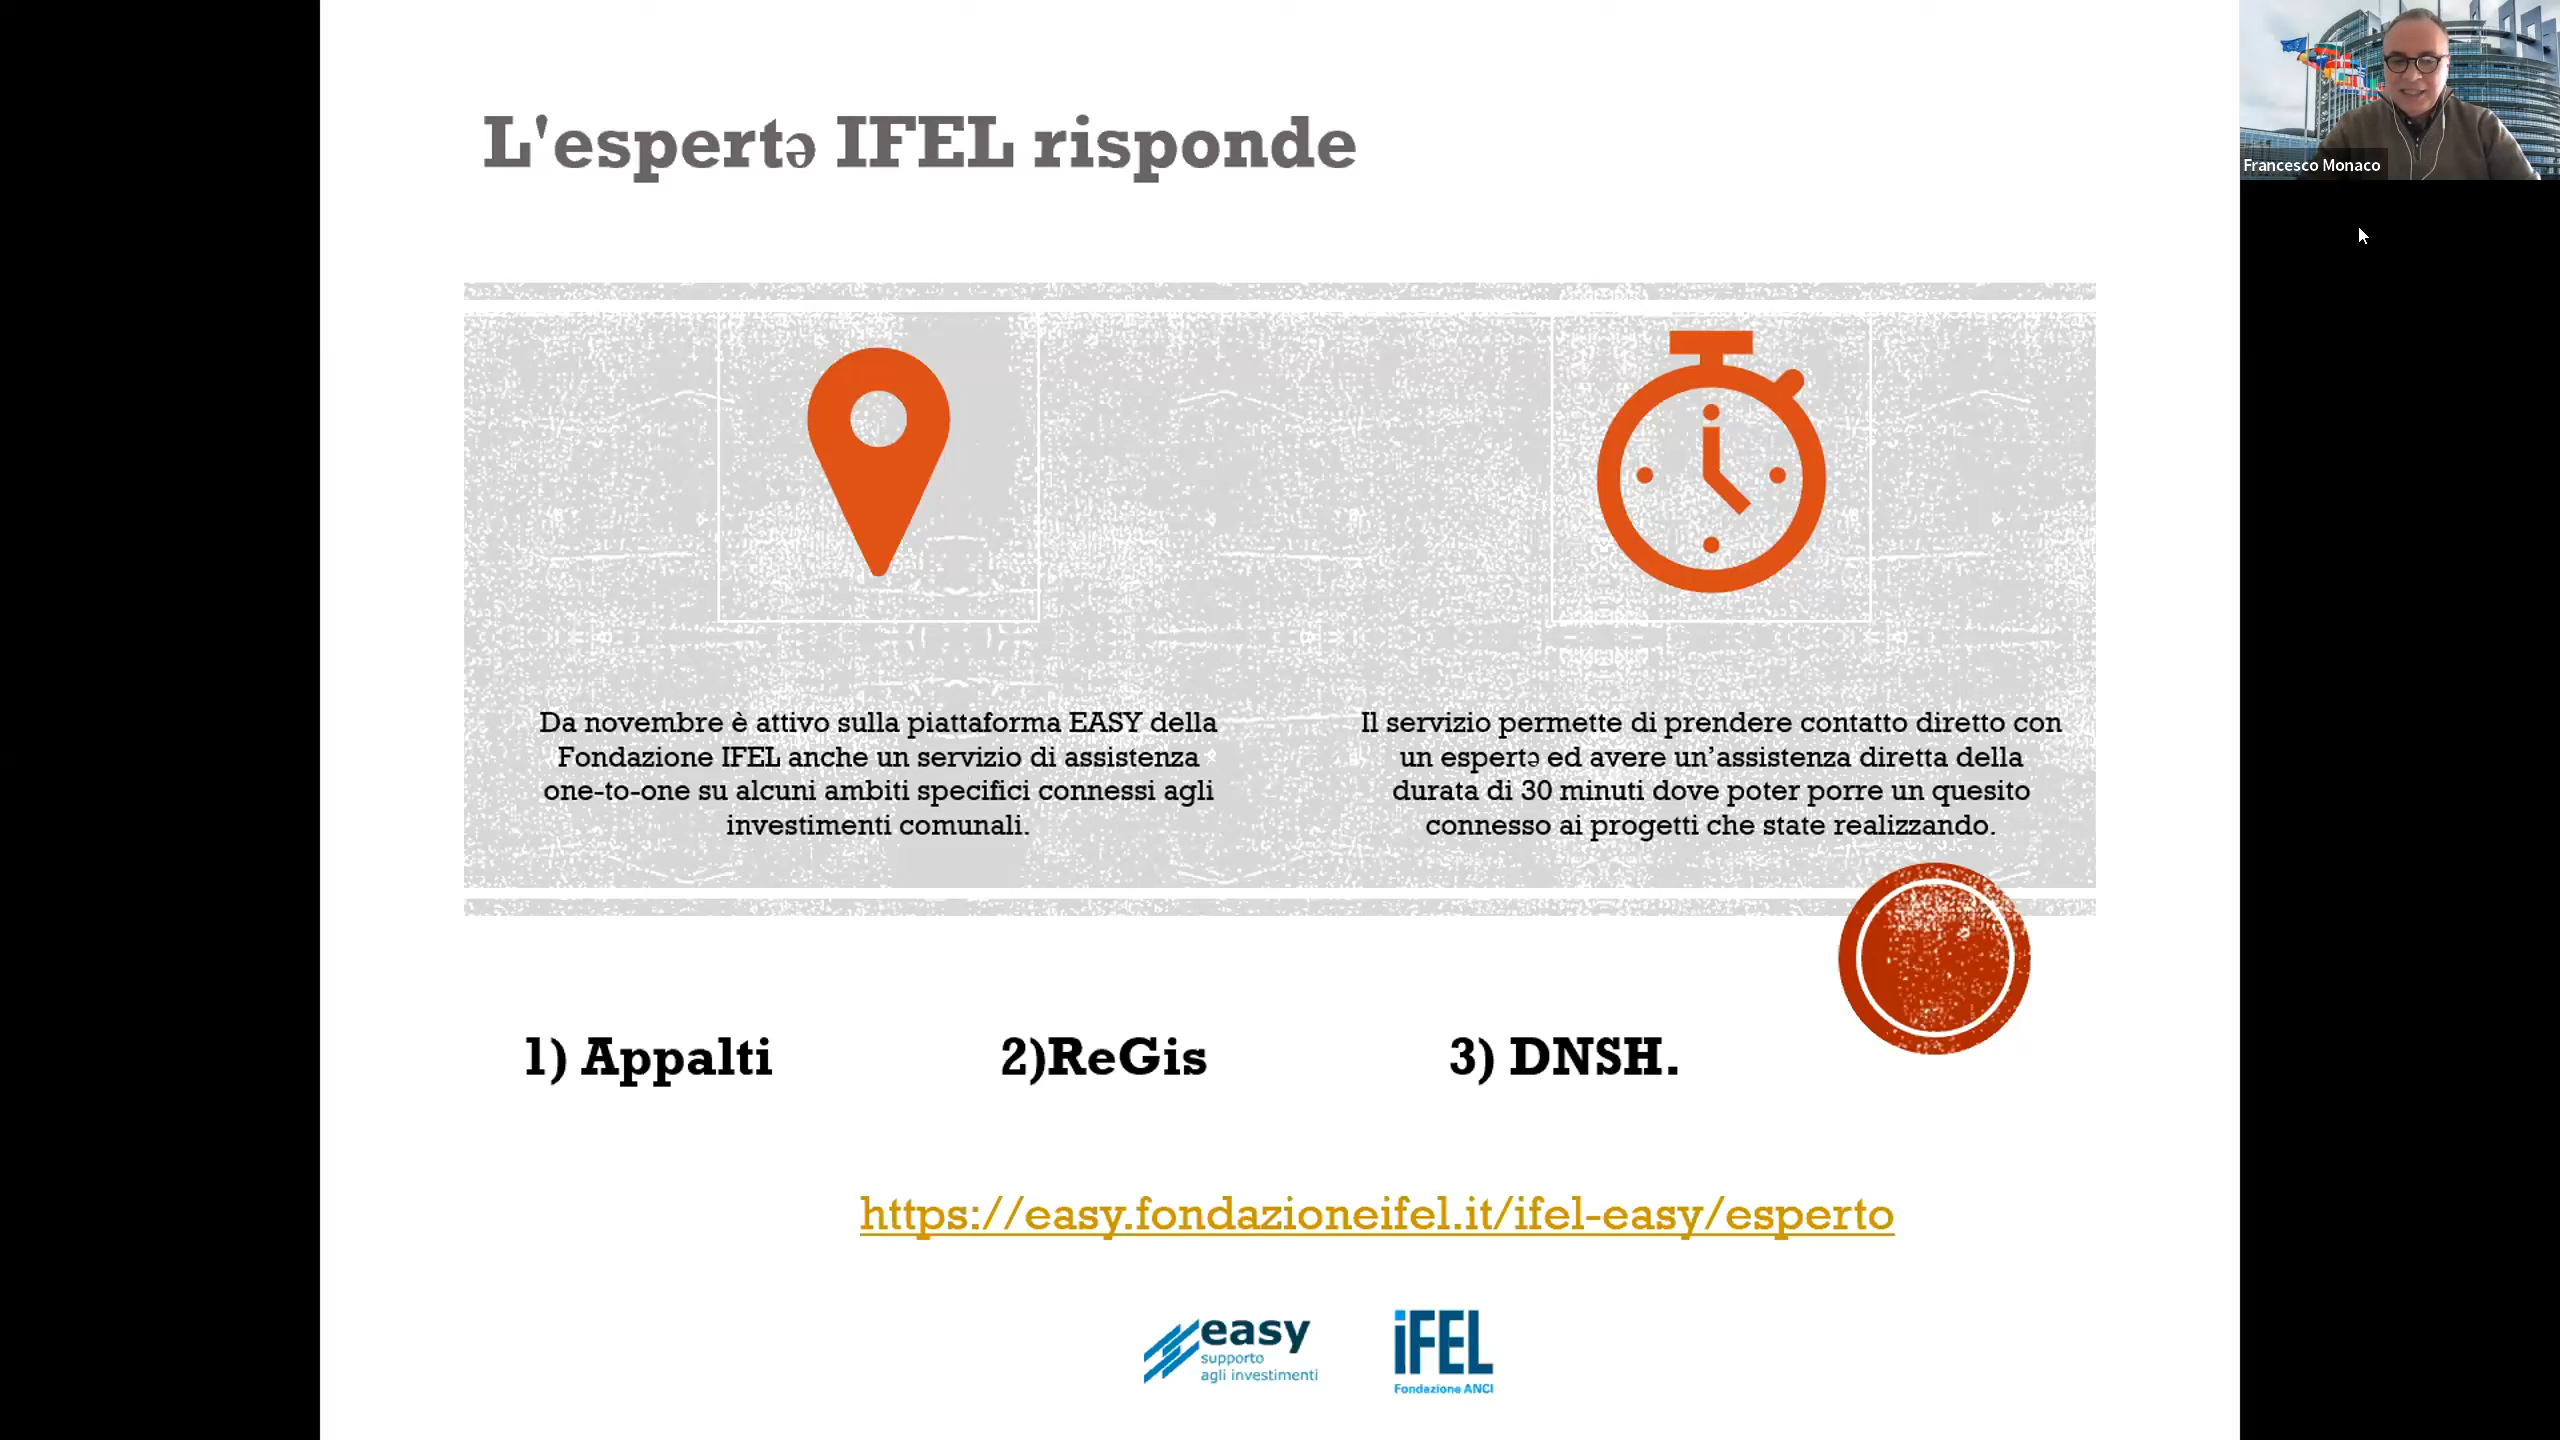 L'espertə IFEL risponde
Francesco Monaco
Da novembre è attivo sulla piattaforma EASY della
Fondazione IFEL anche un servizio di assistenza
one-to-one su alcuni ambiti specifici connessi agli
investimenti comunali.
Il servizio permette di prendere contatto diretto con
un espertə ed avere un’assistenza diretta della
durata di 30 minuti dove poter porre un quesito
connesso ai progetti che state realizzando.
1) Appalti
2)ReGis
3) DNSH.
https://easy.fondazioneifel.it/ifel-easy/esperto
easy
supporto
agli investimenti
iFEL
Fondazione ANCI